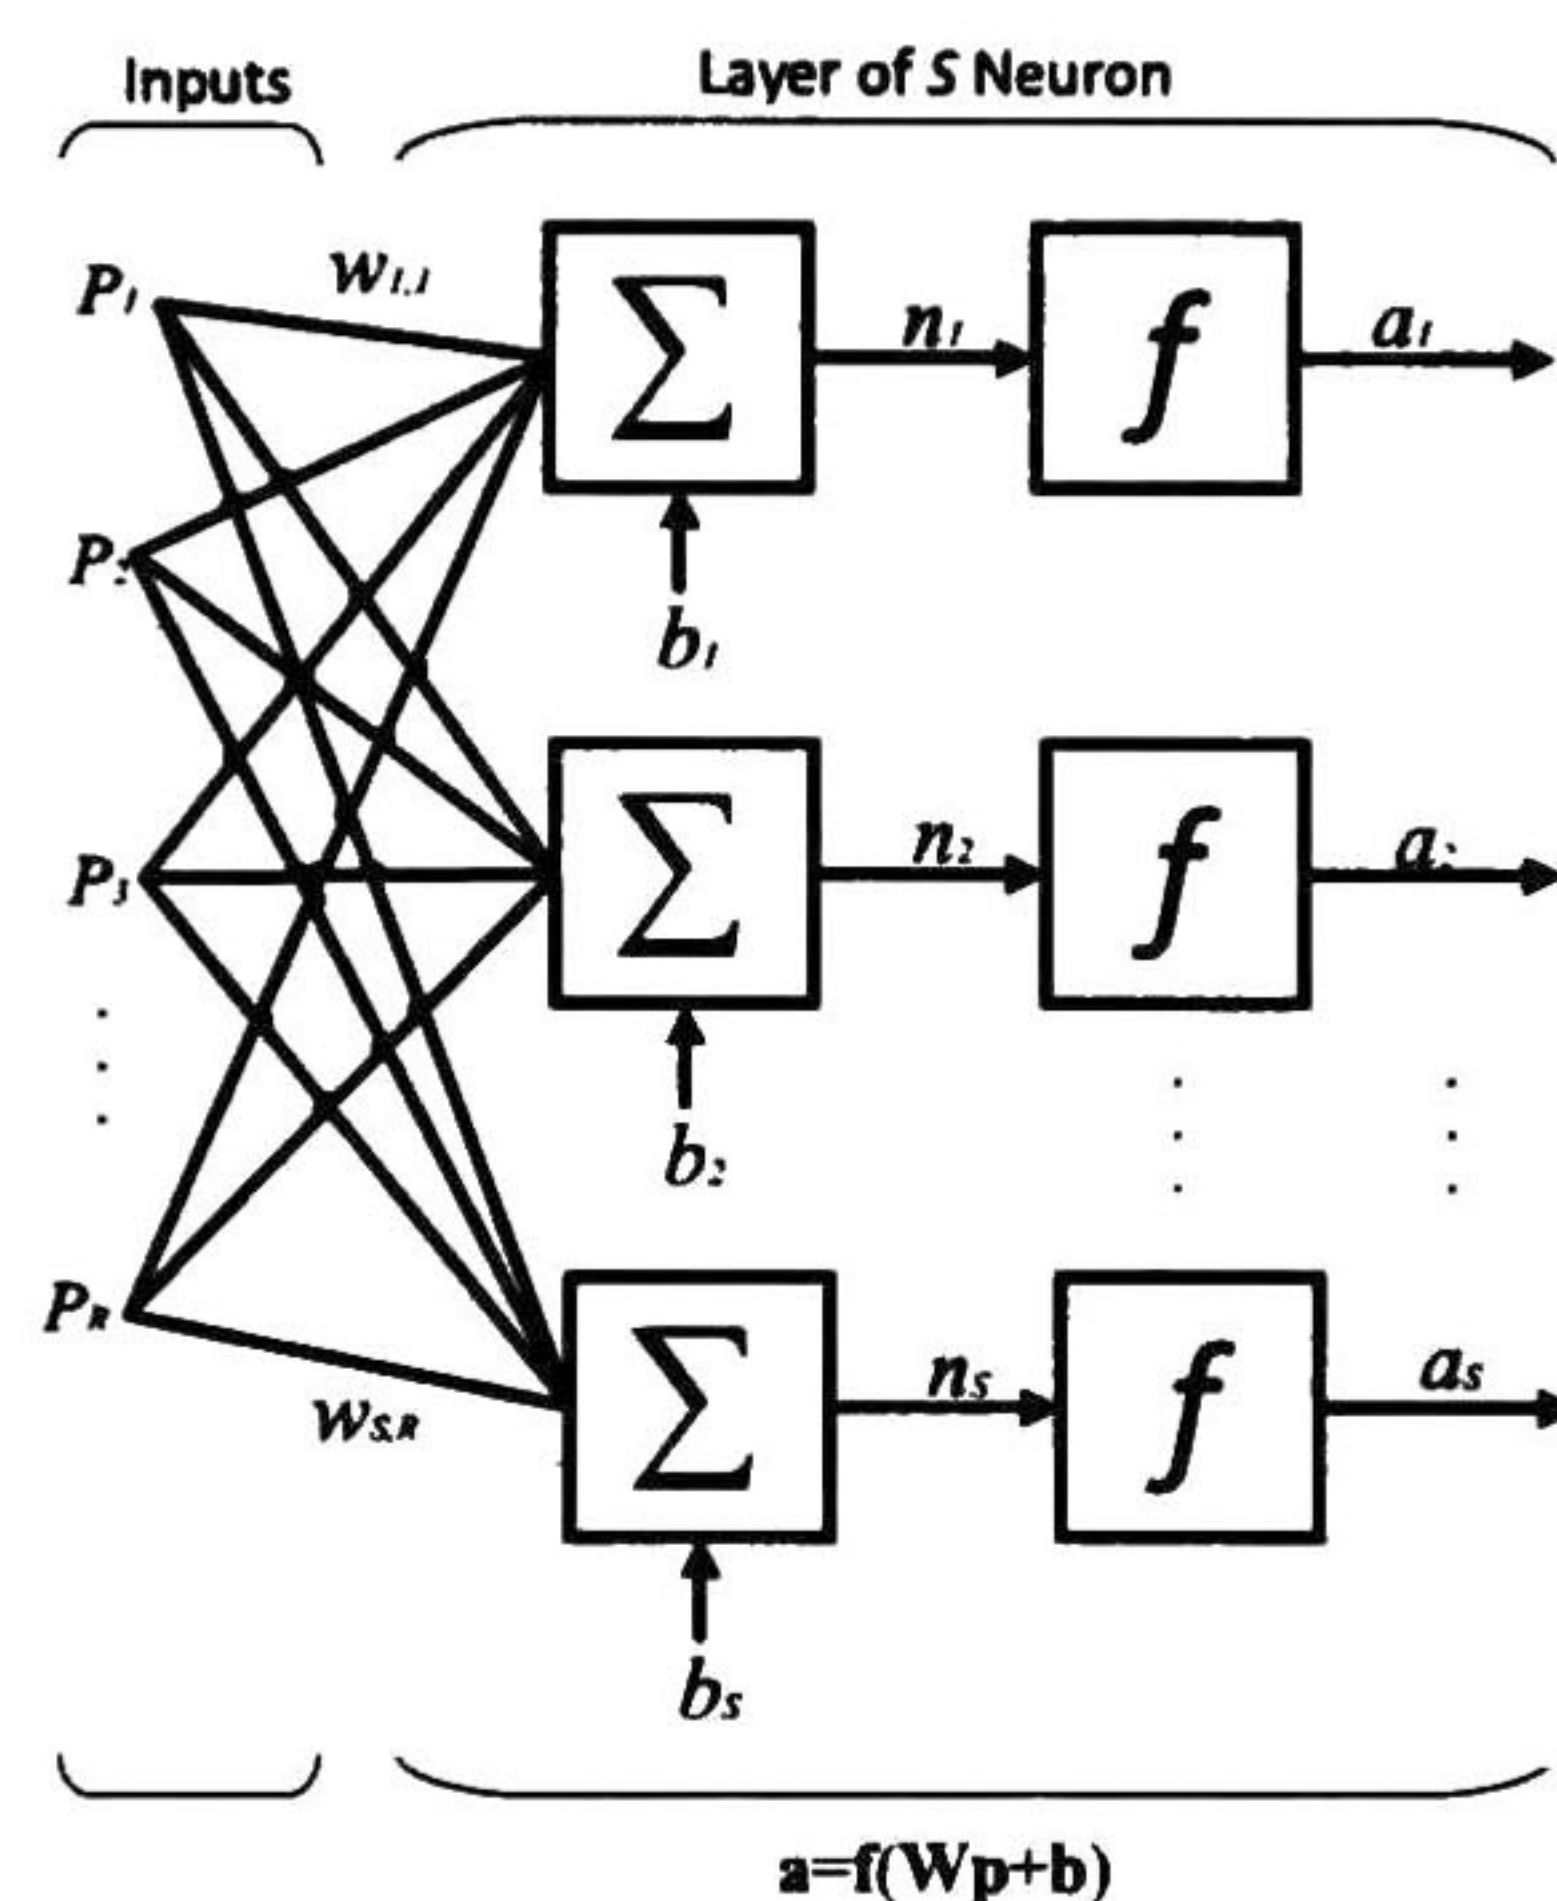 Inputs
Layer of S Neuron
P1
w1,1
Σ
n1
f
a1
P2
b1
P3
Σ
n2
f
a2
b2
PR
wS,R
Σ
nS
f
aS
bS
a=f(Wp+b)